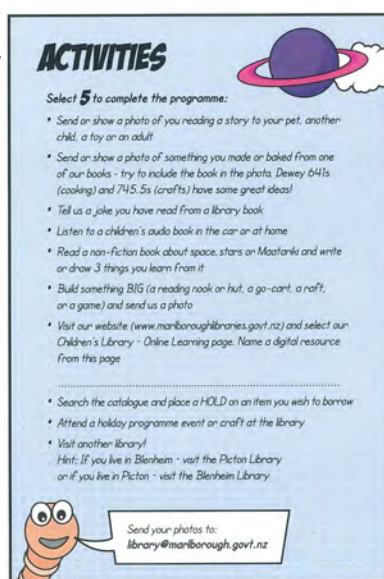 ACTIVITIES
Select 5 to complete the programme:
* Send or show a photo of you reading a story to your pet, another
child, a toy or an adult
* Send or show a photo of something you made or baked from one
of our books - try to include the book in the photo. Dewey 641s
(cooking) and 745.5s (crafts) have some great ideas!
* Tell us a joke you have read from a library book
* Listen to a children's audio book in the car or at home
* Read a non-fiction book about space, stars or Maatariki and write
or draw 3 things you learn from it
* Build something BIG (a reading nook or hut, a go-cart, a raft,
or a game) and send us a photo
* Visit our website (www.marlboroughlibraries.govt.nz) and select our
Children's Library - Online Learning page. Name a digital resource
from this page
................................................................................
* Search the catalogue and place a HOLD on an item you wish to borrow
* Attend a holiday programme event or craft at the library
* Visit another library!
Hint: If you live in Blenheim - visit the Picton Library
or if you live in Picton - visit the Blenheim Library
Send your photos to:
library@marlborough.govt.nz